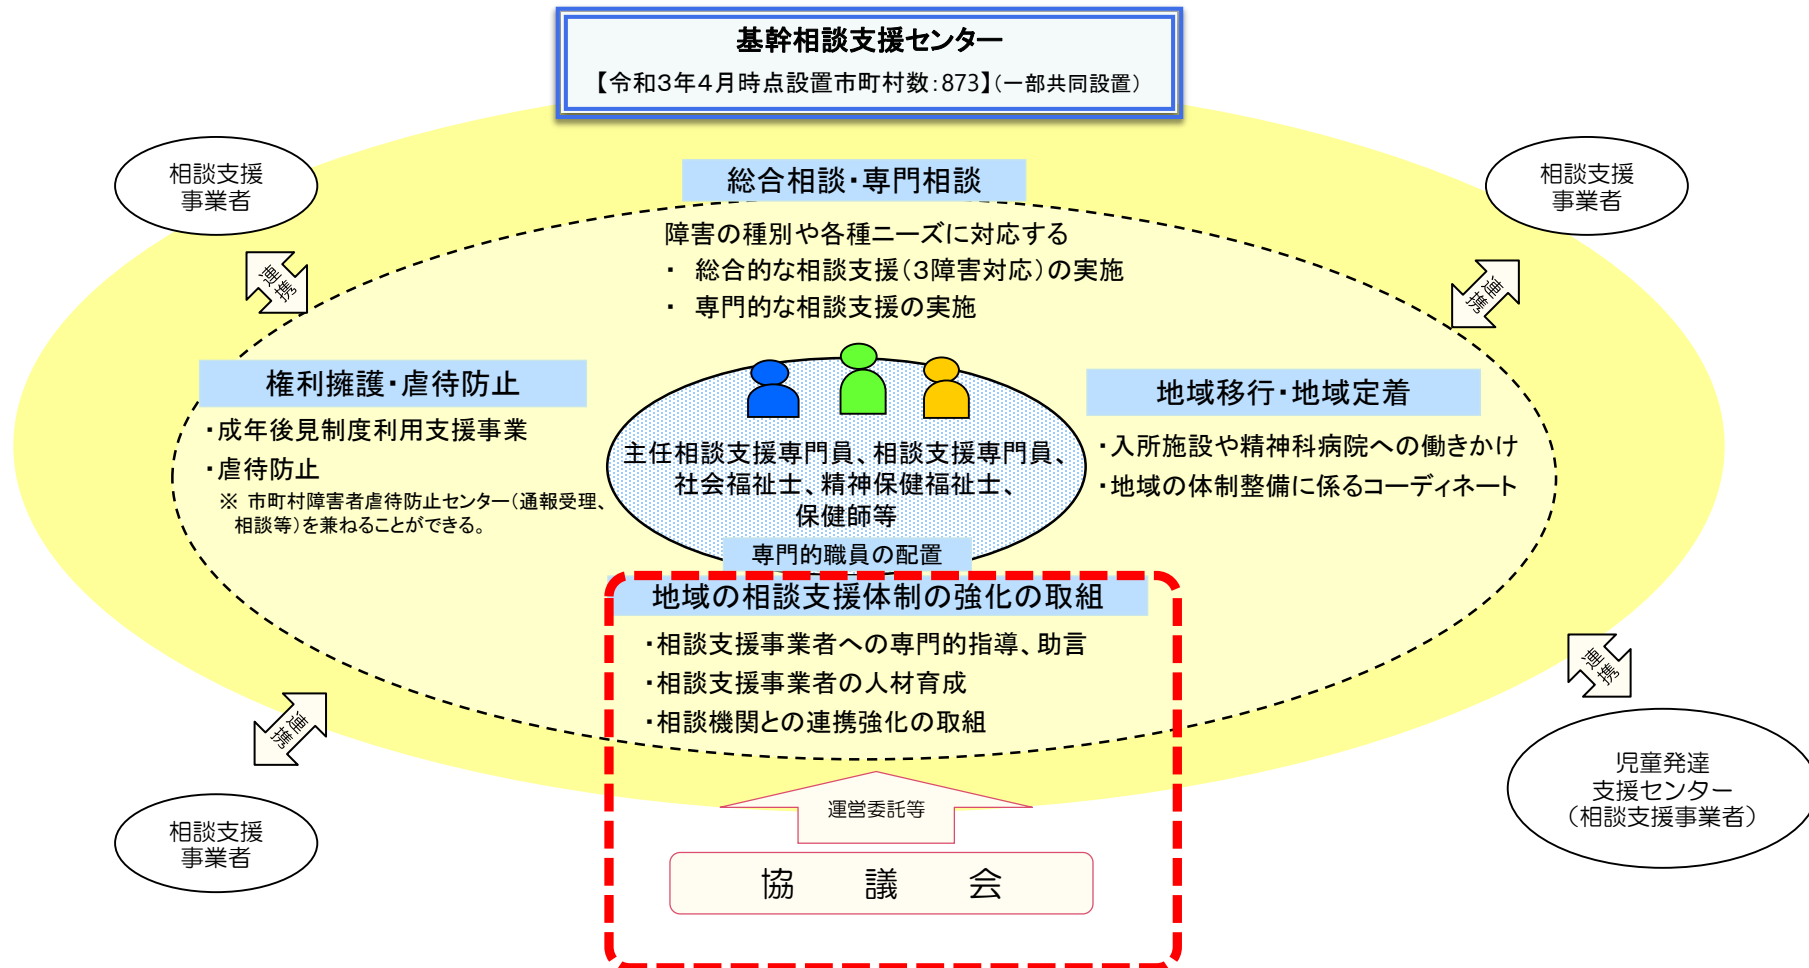 基幹相談支援センター
【令和3年4月時点設置市町村数:873】(一部共同設置)
相談支援
事業者
相談支援
事業者
総合相談・専門相談
障害の種別や各種ニーズに対応する
・ 総合的な相談支援(3障害対応)の実施
・ 専門的な相談支援の実施
連携
連携
権利擁護・虐待防止
・成年後見制度利用支援事業
・虐待防止
※ 市町村障害者虐待防止センター(通報受理、
相談等)を兼ねることができる。
主任相談支援専門員、相談支援専門員、
社会福祉士、精神保健福祉士、
保健師等
専門的職員の配置
地域移行・地域定着
・入所施設や精神科病院への働きかけ
・地域の体制整備に係るコーディネート
地域の相談支援体制の強化の取組
・相談支援事業者への専門的指導、助言
・相談支援事業者の人材育成
・相談機関との連携強化の取組
連携
連携
相談支援
事業者
児童発達
支援センター
(相談支援事業者)
運営委託等
協 議 会